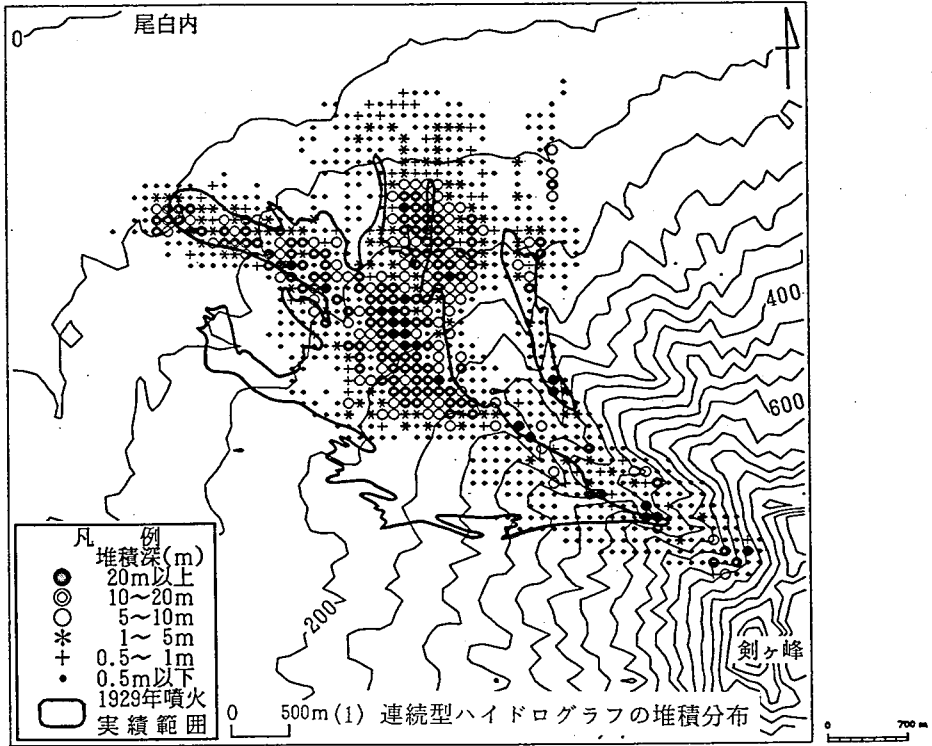 0
尾白内
400
600
200
剣ヶ峰
凡 例
堆積深(m)
20m以上
10~20m
5~10m
1~ 5m
0.5~ 1m
0.5m以下
1929年噴火
実績範囲
0 500m
(1) 連続型ハイドログラフの堆積分布
0 700 m